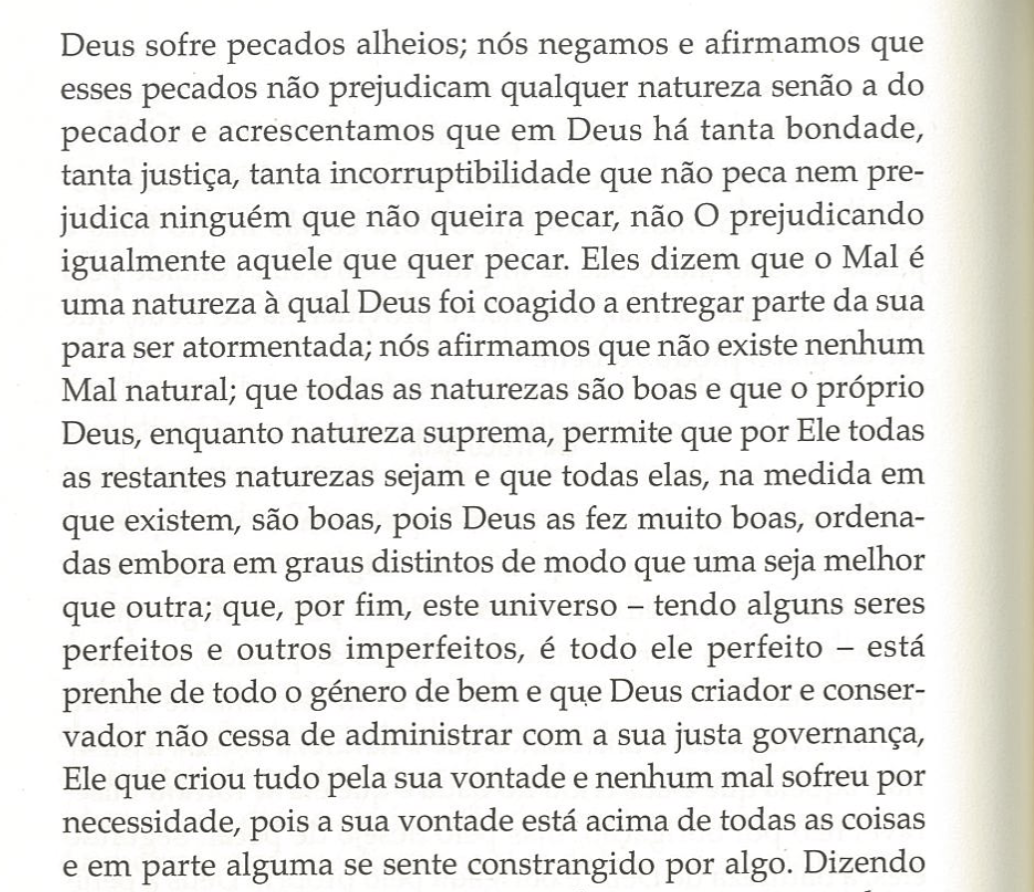 Deus sofre pecados alheios; nós negamos e afirmamos que
esses pecados não prejudicam qualquer natureza senão a do
pecador e acrescentamos que em Deus há tanta bondade,
tanta justiça, tanta incorruptibilidade que não peca nem pre-
judica ninguém que não queira pecar, não O prejudicando
igualmente aquele que quer pecar. Eles dizem que o Mal é
uma natureza à qual Deus foi coagido a entregar parte da sua
para ser atormentada; nós afirmamos que não existe nenhum
Mal natural; que todas as naturezas são boas e que o próprio
Deus, enquanto natureza suprema, permite que por Ele todas
as restantes naturezas sejam e que todas elas, na medida em
que existem, são boas, pois Deus as fez muito boas, ordena-
das embora em graus distintos de modo que uma seja melhor
que outra; que, por fim, este universo – tendo alguns seres
perfeitos e outros imperfeitos, é todo ele perfeito – está
prenhe de todo o género de bem e que Deus criador e conser-
vador não cessa de administrar com a sua justa governança,
Ele que criou tudo pela sua vontade e nenhum mal sofreu por
necessidade, pois a sua vontade está acima de todas as coisas
e em parte alguma se sente constrangido por algo. Dizendo